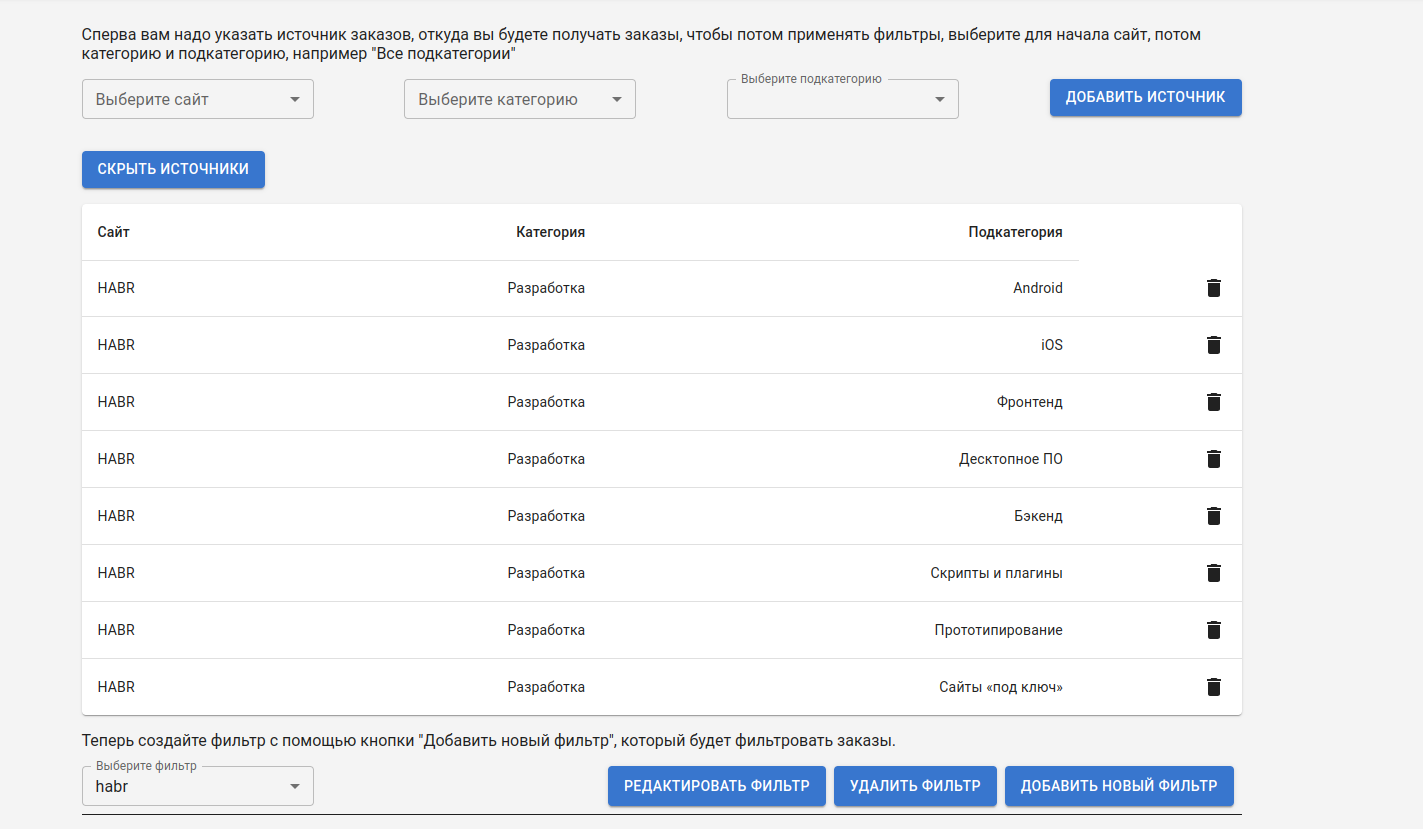 Сперва вам надо указать источник заказов, откуда вы будете получать заказы, чтобы потом применять фильтры, выберите для начала сайт, потом
категорию и подкатегорию, например "Все подкатегории"
Выберите сайт
Выберите категорию
Выберите подкатегорию
ДОБАВИТЬ ИСТОЧНИК
СКРЫТЬ ИСТОЧНИКИ
Сайт Категория Подкатегория
HABR Разработка Android
HABR Разработка iOS
HABR Разработка Фронтенд
HABR Разработка Десктопное ПО
HABR Разработка Бэкенд
HABR Разработка Скрипты и плагины
HABR Разработка Прототипирование
HABR Разработка Сайты «под ключ»
Теперь создайте фильтр с помощью кнопки "Добавить новый фильтр", который будет фильтровать заказы.
Выберите фильтр
habr
РЕДАКТИРОВАТЬ ФИЛЬТР
УДАЛИТЬ ФИЛЬТР
ДОБАВИТЬ НОВЫЙ ФИЛЬТР